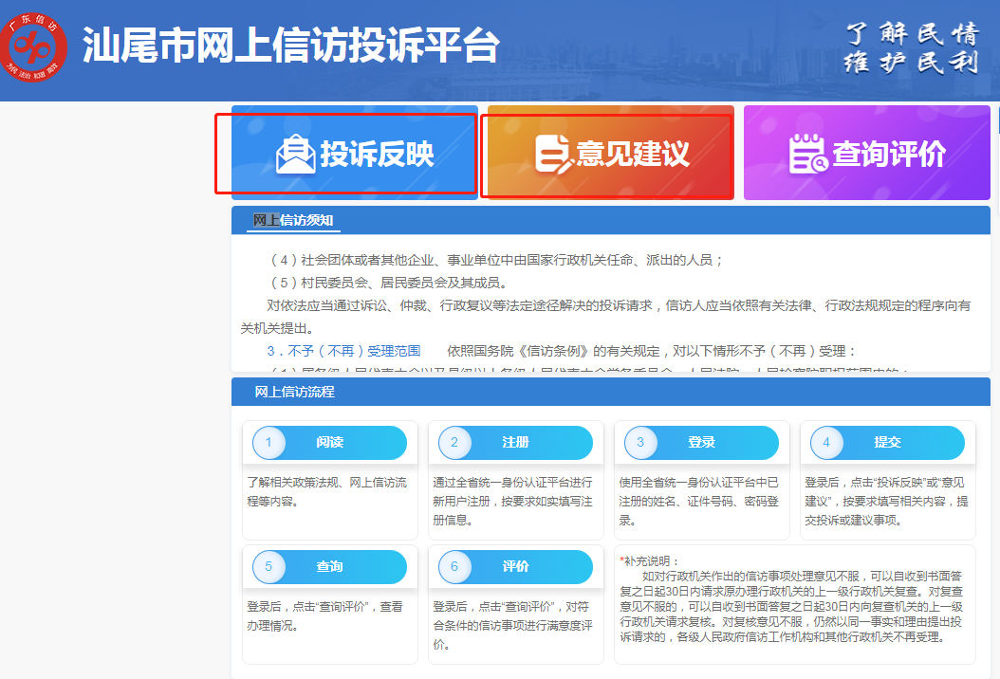 广东信访
为民 法治 和谐 高效
汕尾市网上信访投诉平台
了解民情
维护民利
投诉反映
意见建议
查询评价
网上信访须知
（4）社会团体或者其他企业、事业单位中由国家行政机关任命、派出的人员；
（5）村民委员会、居民委员会及其成员。
对依法应当通过诉讼、仲裁、行政复议等法定途径解决的投诉请求，信访人应当依照有关法律、行政法规规定的程序向有
关机关提出。
3．不予（不再）受理范围 依照国务院《信访条例》的有关规定，对以下情形不予（不再）受理：
网上信访流程
1 阅读
了解相关政策法规、网上信访流
程等内容。
2 注册
通过全省统一身份认证平台进行
新用户注册，按要求如实填写注
册信息。
3 登录
使用全省统一身份认证平台中已
注册的姓名、证件号码、密码登
录。
4 提交
登录后，点击“投诉反映”或“意见
建议”，按要求填写相关内容，提
交投诉或建议事项。
5 查询
登录后，点击“查询评价”，查看
办理情况。
6 评价
登录后，点击“查询评价”，对符
合条件的信访事项进行满意度评
价。
*补充说明：
如对行政机关作出的信访事项处理意见不服，可以自收到书面答
复之日起30日内请求原办理行政机关的上一级行政机关复查。对复查
意见不服的，可以自收到书面答复之日起30日内向复查机关的上一级
行政机关请求复核。对复核意见不服，仍然以同一事实和理由提出投
诉请求的，各级人民政府信访工作机构和其他行政机关不再受理。